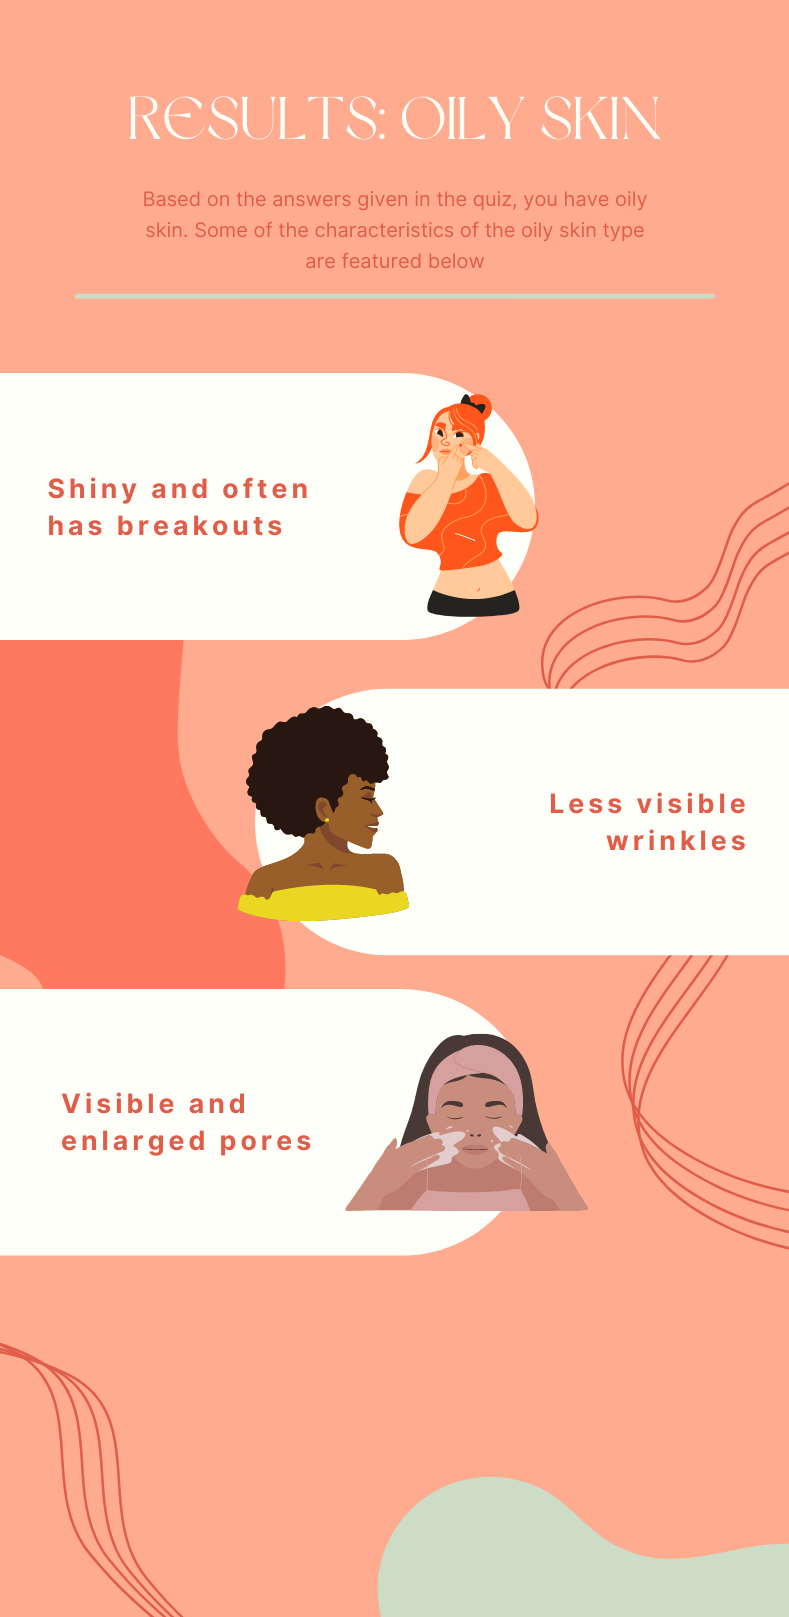 RESULTS: OILY SKIN
Based on the answers given in the quiz, you have oily
skin. Some of the characteristics of the oily skin type
are featured below
Shiny and often
has breakouts
Less visible
wrinkles
Visible and
enlarged pores